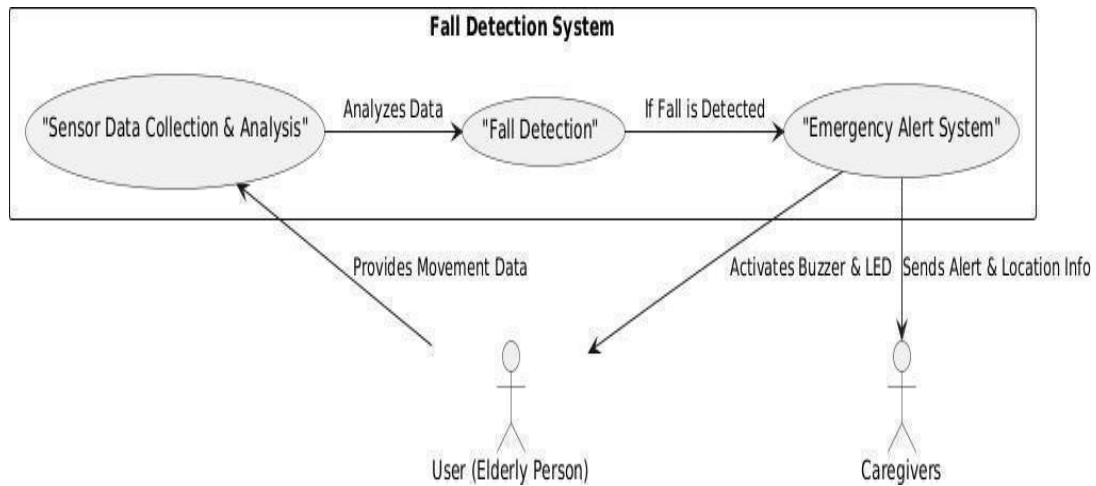 Fall Detection System
"Sensor Data Collection & Analysis"
Analyzes Data
"Fall Detection"
If Fall is Detected
"Emergency Alert System"
Provides Movement Data
Activates Buzzer & LED
Sends Alert & Location Info
User (Elderly Person)
Caregivers